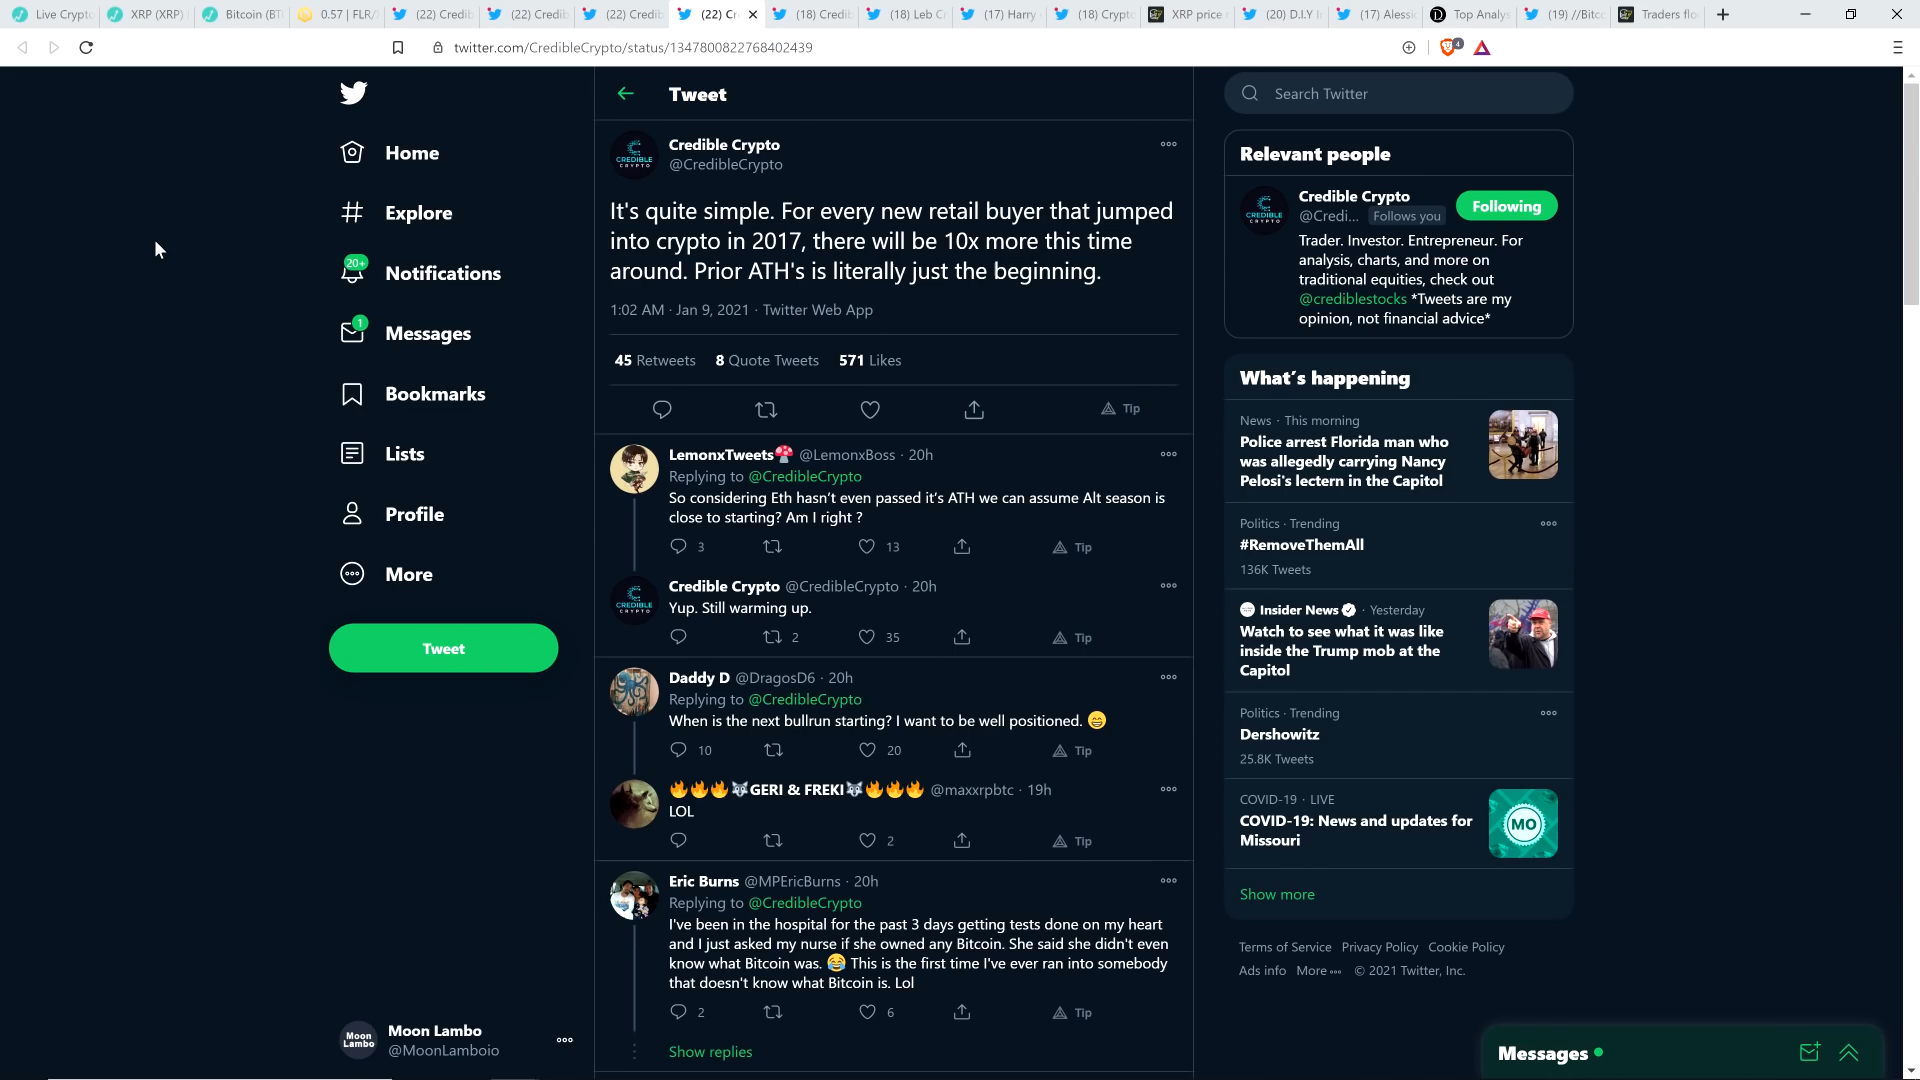 Live Crypto
XRP (XRP)
Bitcoin (BT
0.57 | FLR/
(22) Credib
(22) Credib
(22) Credib
(22) Cr
(18) Credib
(18) Leb C
(17) Harry
(18) Crypto
XRP price
(20) D.I.Y I
(17) Alessi
Top Analys
(19) //Bitc
Traders flo
twitter.com/CredibleCrypto/status/1347800822768402439
4
Home
Explore
20+
Notifications
1
Messages
Bookmarks
Lists
Profile
More
Tweet
Moon Lambo
Moon Lambo
@MoonLamboio
Tweet
CREDIBLE
CRYPTO
Credible Crypto
@CredibleCrypto
It's quite simple. For every new retail buyer that jumped
into crypto in 2017, there will be 10x more this time
around. Prior ATH's is literally just the beginning.
1:02 AM · Jan 9, 2021 · Twitter Web App
45 Retweets 8 Quote Tweets 571 Likes
Tip
LemonxTweets🍄 @LemonxBoss · 20h
Replying to @CredibleCrypto
So considering Eth hasn't even passed it's ATH we can assume Alt season is
close to starting? Am I right ?
3 13 Tip
CREDIBLE
CRYPTO
Credible Crypto @CredibleCrypto · 20h
Yup. Still warming up.
2 35 Tip
Daddy D @DragosD6 · 20h
Replying to @CredibleCrypto
When is the next bullrun starting? I want to be well positioned. 😄
10 20 Tip
🔥🔥🔥🐺GERI & FREKI🐺🔥🔥🔥 @maxxrpbtc · 19h
LOL
2 Tip
Eric Burns @MPEricBurns · 20h
Replying to @CredibleCrypto
I've been in the hospital for the past 3 days getting tests done on my heart
and I just asked my nurse if she owned any Bitcoin. She said she didn't even
know what Bitcoin was. 😂 This is the first time I've ever ran into somebody
that doesn't know what Bitcoin is. Lol
2 6 Tip
Show replies
Search Twitter
Relevant people
CREDIBLE
CRYPTO
Credible Crypto
@Credi... Follows you
Following
Trader. Investor. Entrepreneur. For
analysis, charts, and more on
traditional equities, check out
@crediblestocks *Tweets are my
opinion, not financial advice*
What's happening
News · This morning
Police arrest Florida man who
was allegedly carrying Nancy
Pelosi's lectern in the Capitol
Politics · Trending
#RemoveThemAll
136K Tweets
Insider News · Yesterday
Watch to see what it was like
inside the Trump mob at the
Capitol
Politics · Trending
Dershowitz
25.8K Tweets
COVID-19 · LIVE
COVID-19: News and updates for
Missouri
MO
Show more
Terms of Service Privacy Policy Cookie Policy
Ads info More © 2021 Twitter, Inc.
Messages